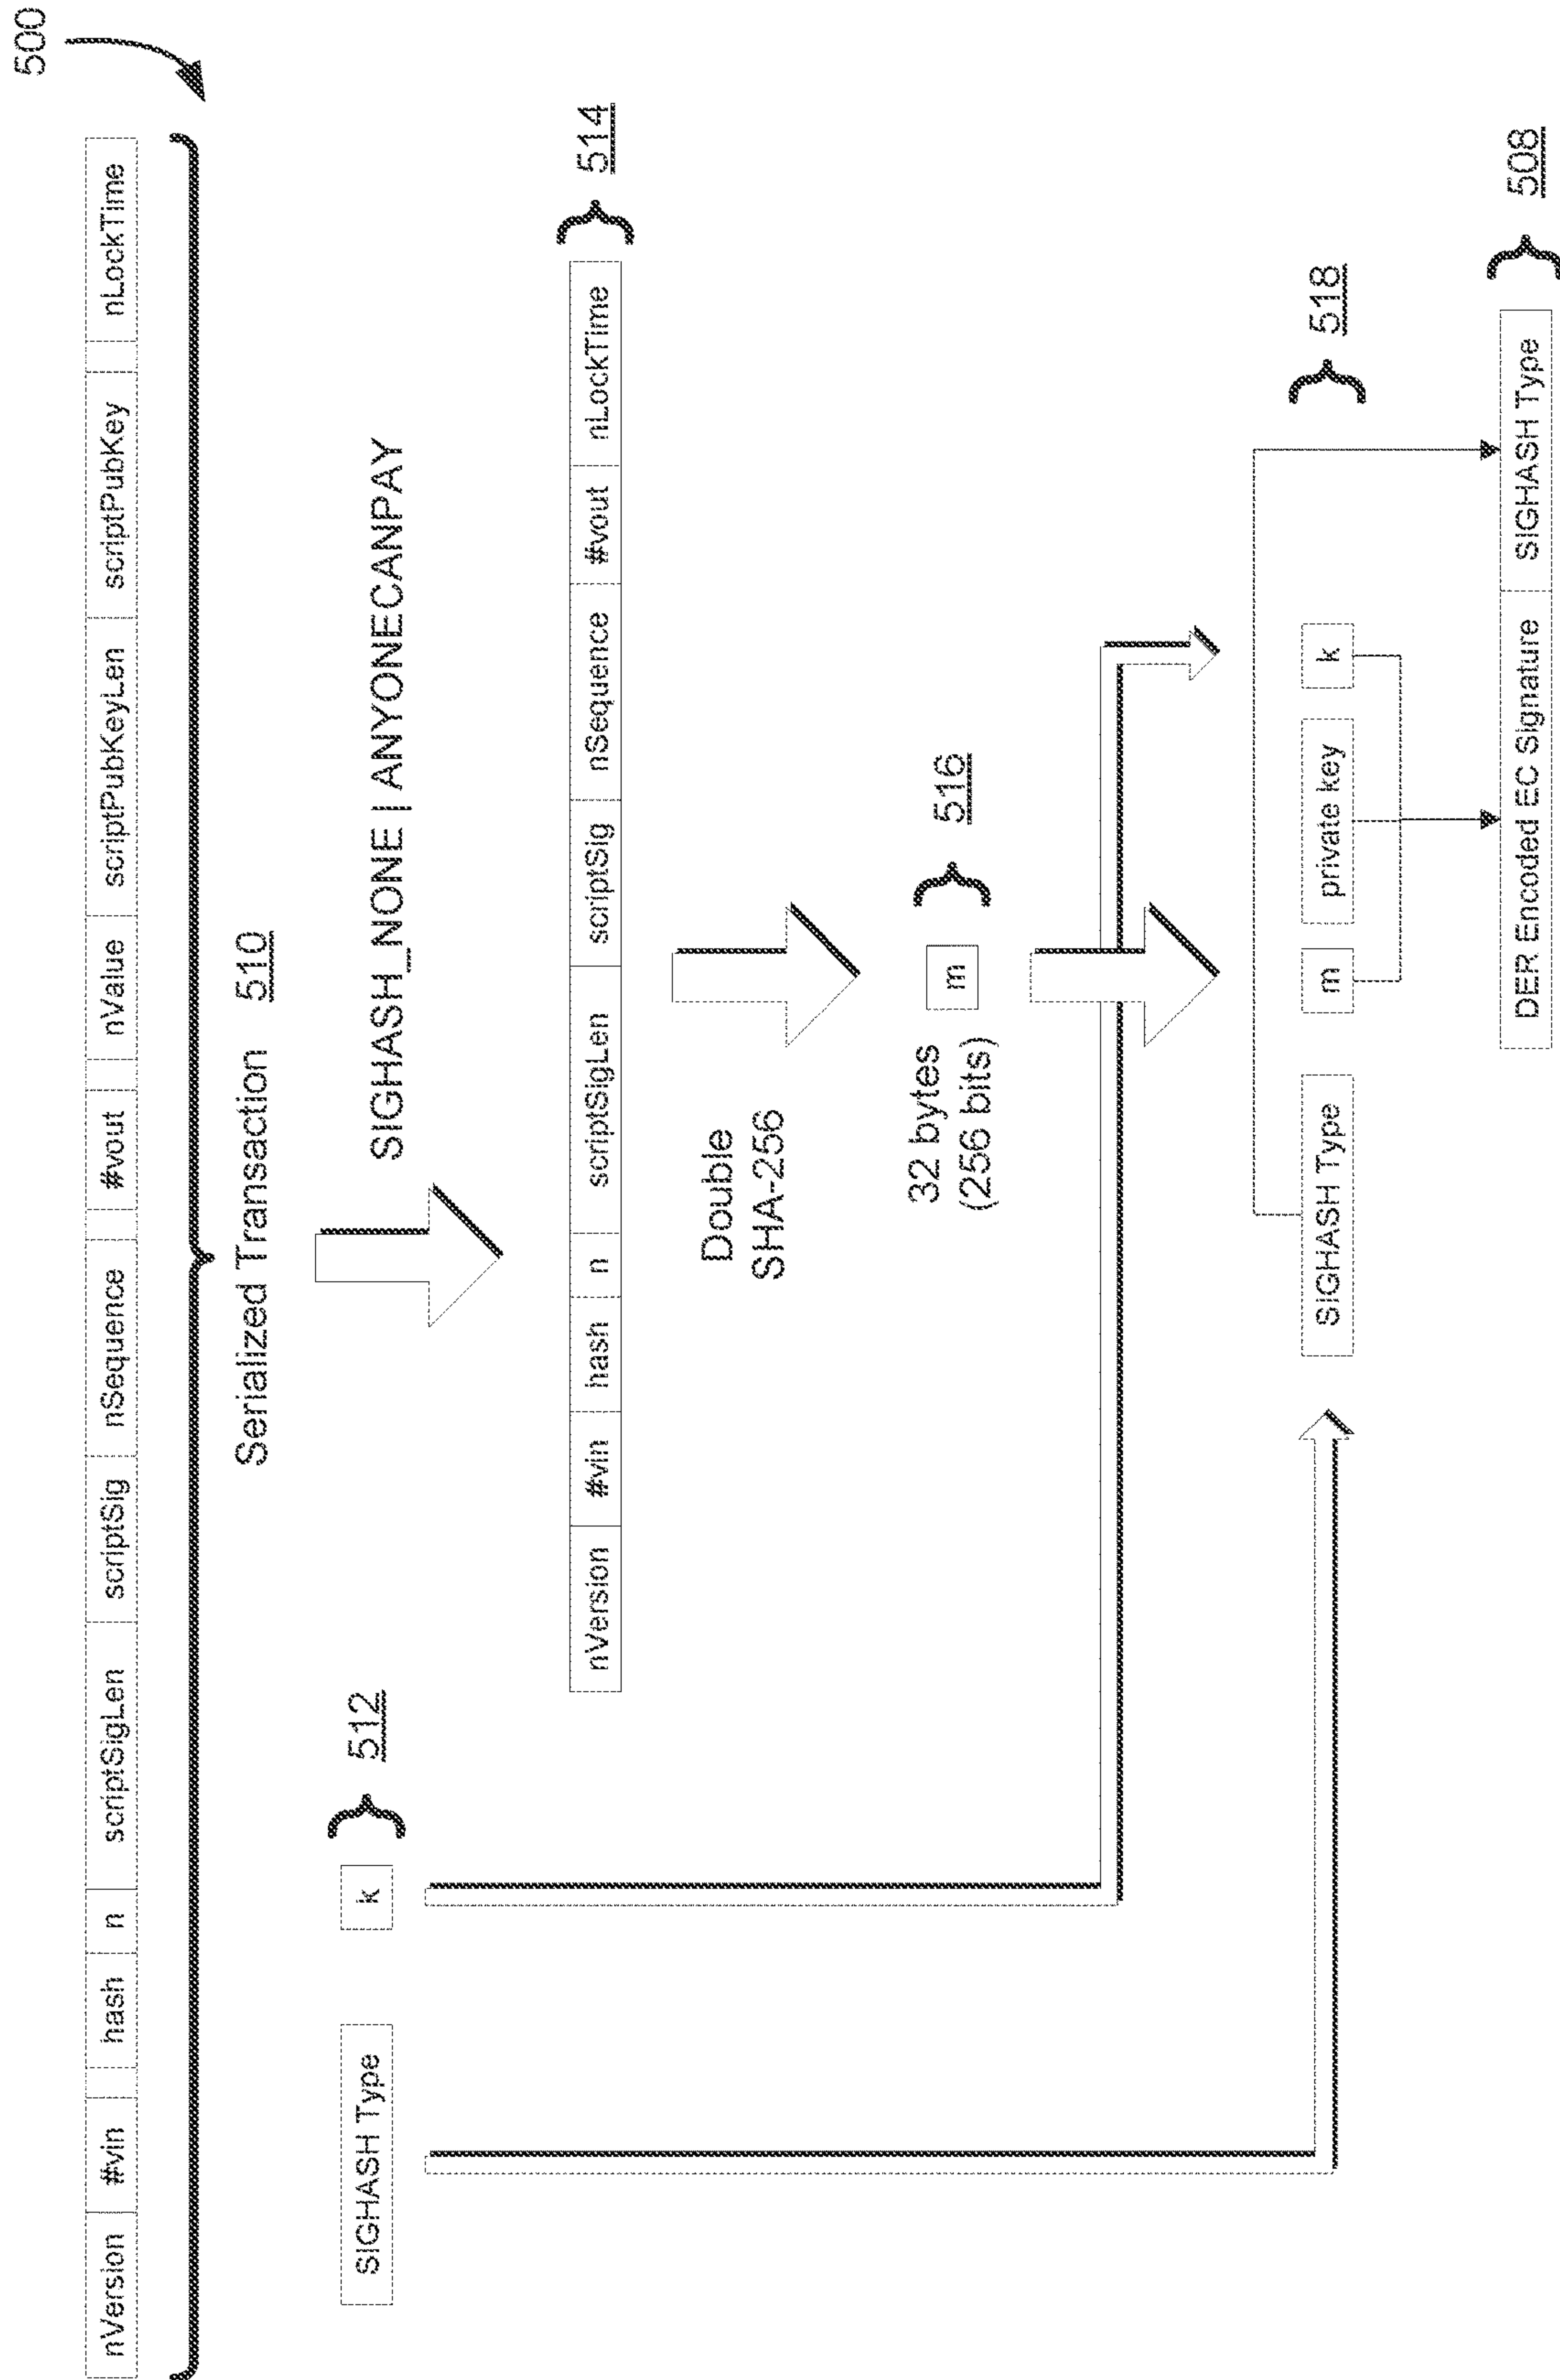 500
nVersion #vin hash n scriptSigLen scriptSig nSequence #vout nValue scriptPubKeyLen scriptPubKey nLockTime
Serialized Transaction 510
SIGHASH Type k 512
SIGHASH_NONE | ANYONECANPAY
nVersion #vin hash n scriptSigLen scriptSig nSequence #vout nLockTime 514
Double
SHA-256
32 bytes
(256 bits)
m 516
SIGHASH Type m private key k 518
DER Encoded EC Signature SIGHASH Type 508